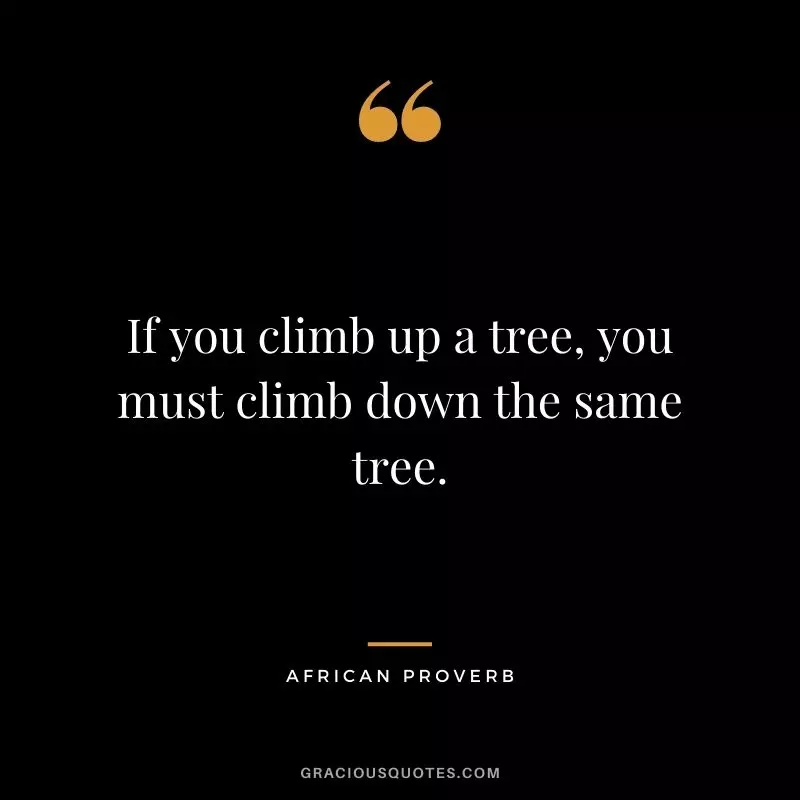 ❝
If you climb up a tree, you
must climb down the same
tree.
AFRICAN PROVERB
GRACIOUSQUOTES.COM